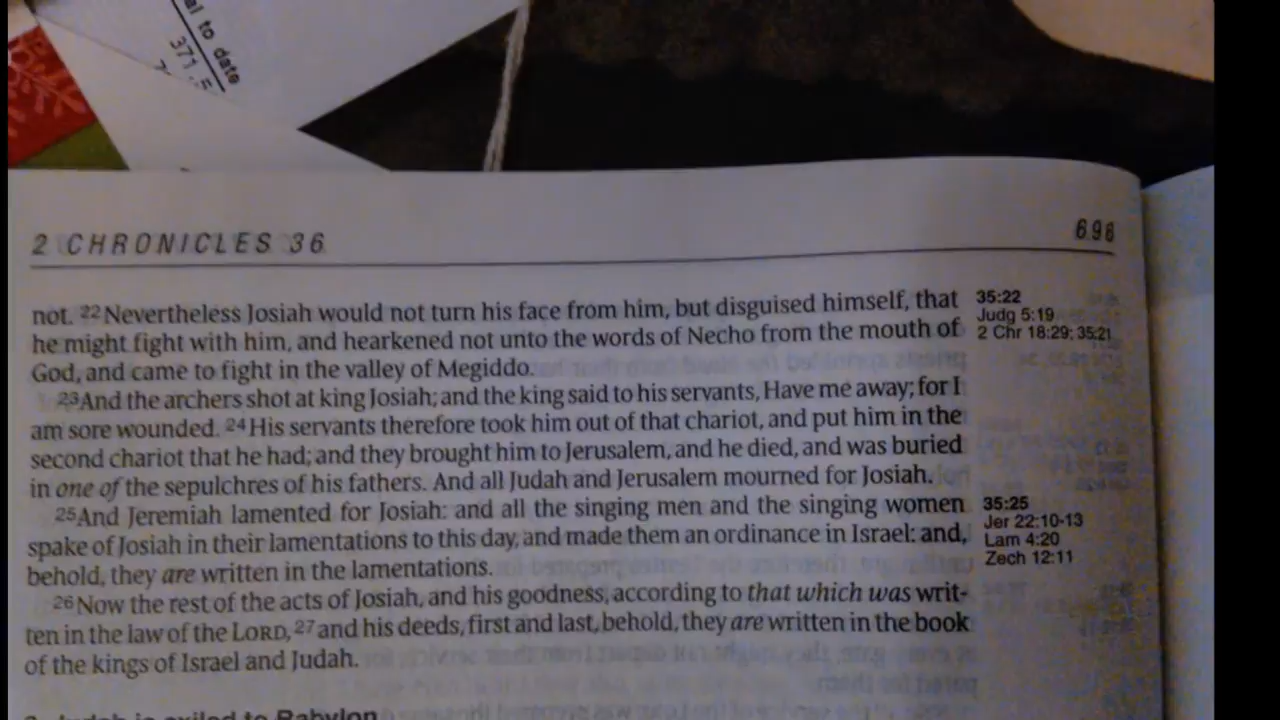 al to date
371.5
2 CHRONICLES 36
696
not. 22Nevertheless Josiah would not turn his face from him, but disguised himself, that
he might fight with him, and hearkened not unto the words of Necho from the mouth of
God, and came to fight in the valley of Megiddo.
23And the archers shot at king Josiah; and the king said to his servants, Have me away; for I
am sore wounded. 24His servants therefore took him out of that chariot, and put him in the
second chariot that he had; and they brought him to Jerusalem, and he died, and was buried
in one of the sepulchres of his fathers. And all Judah and Jerusalem mourned for Josiah.
25And Jeremiah lamented for Josiah: and all the singing men and the singing women
spake of Josiah in their lamentations to this day, and made them an ordinance in Israel: and,
behold, they are written in the lamentations.
26Now the rest of the acts of Josiah, and his goodness, according to that which was writ-
ten in the law of the LORD, 27and his deeds, first and last, behold, they are written in the book
of the kings of Israel and Judah.
35:22
Judg 5:19
2 Chr 18:29; 35:21
35:25
Jer 22:10-13
Lam 4:20
Zech 12:11
Judah is exiled to Babylon